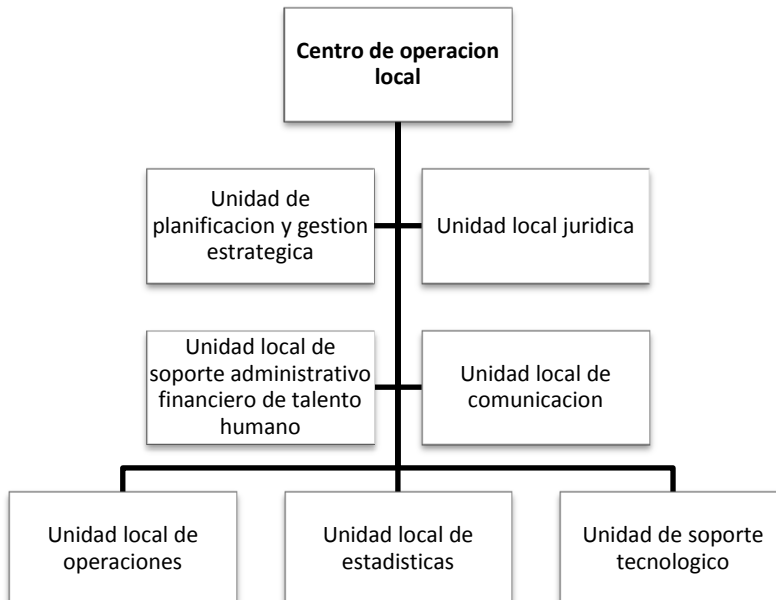 Centro de operacion
local
Unidad de
planificacion y gestion
estrategica
Unidad local juridica
Unidad local de
soporte administrativo
financiero de talento
humano
Unidad local de
comunicacion
Unidad local de
operaciones
Unidad local de
estadisticas
Unidad de soporte
tecnologico